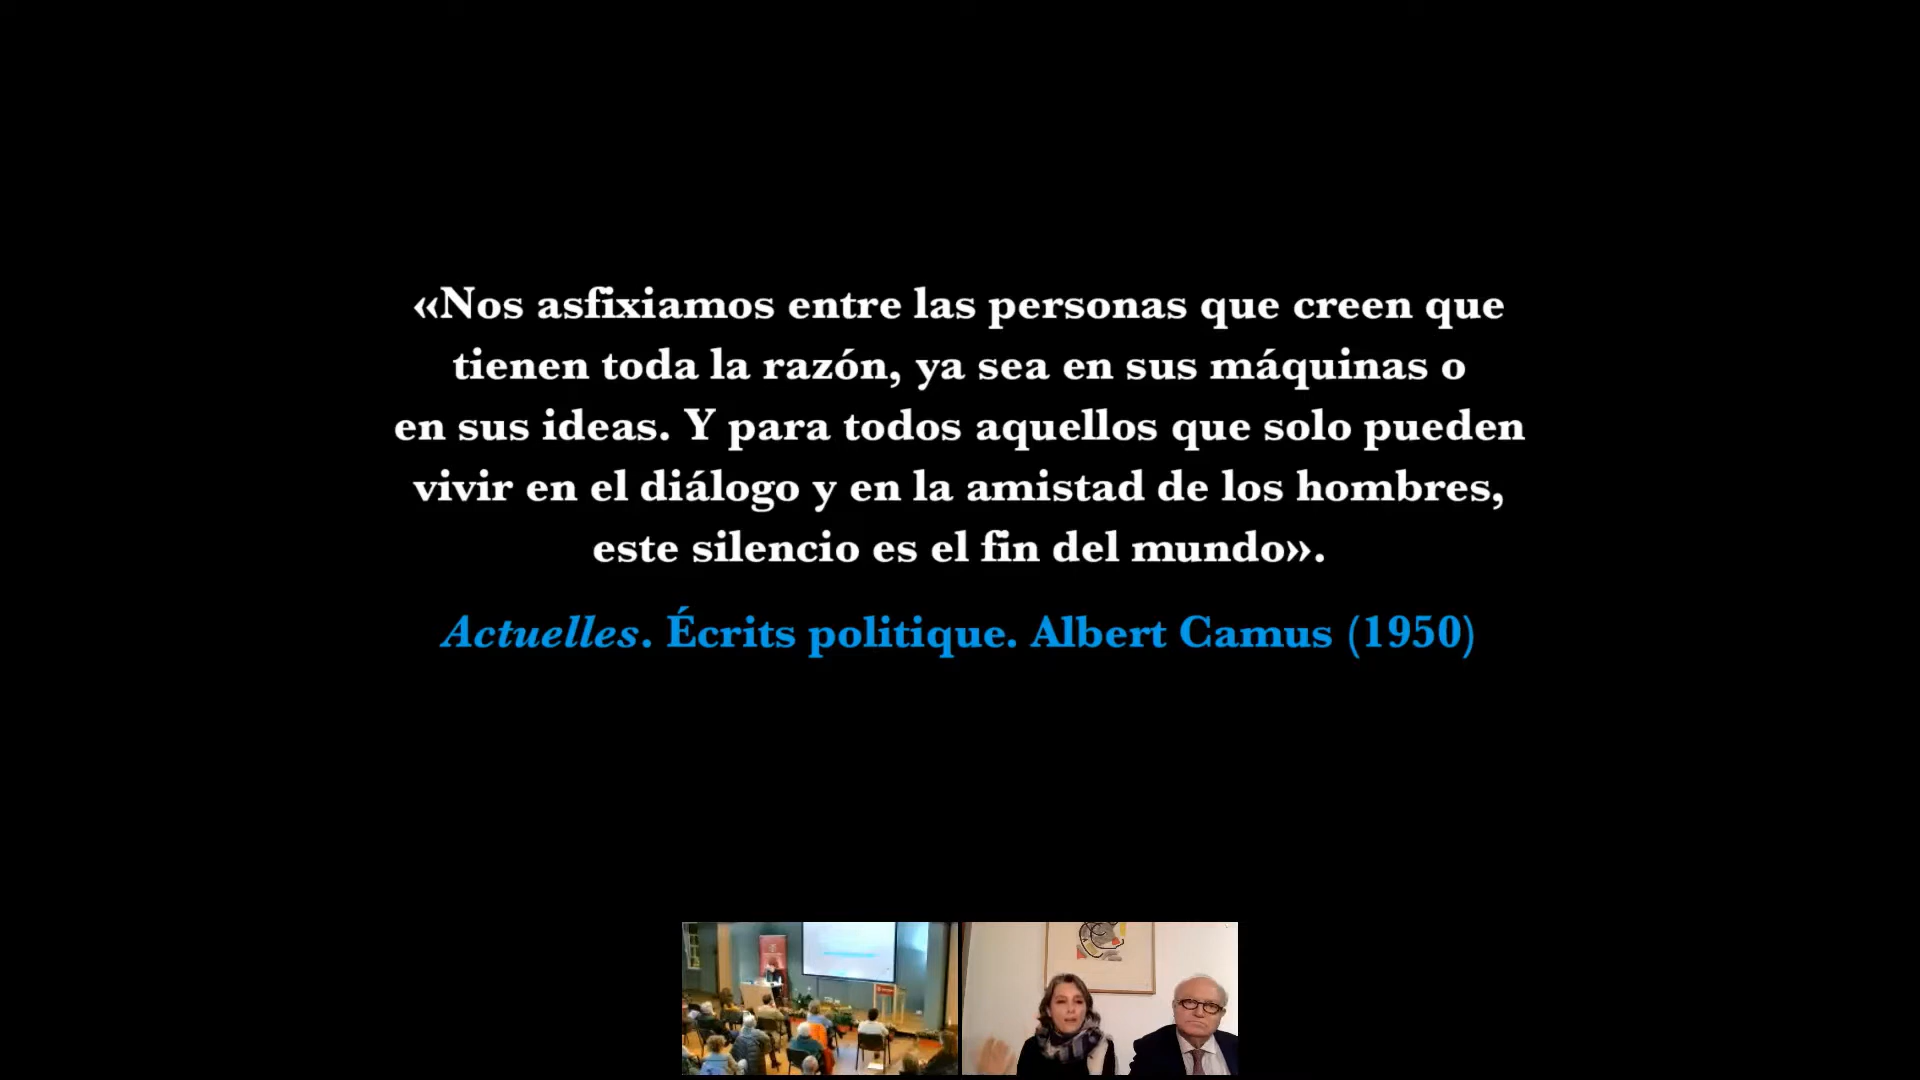 «Nos asfixiamos entre las personas que creen que
tienen toda la razón, ya sea en sus máquinas o
en sus ideas. Y para todos aquellos que solo pueden
vivir en el diálogo y en la amistad de los hombres,
este silencio es el fin del mundo».
Actuelles. Écrits politique. Albert Camus (1950)